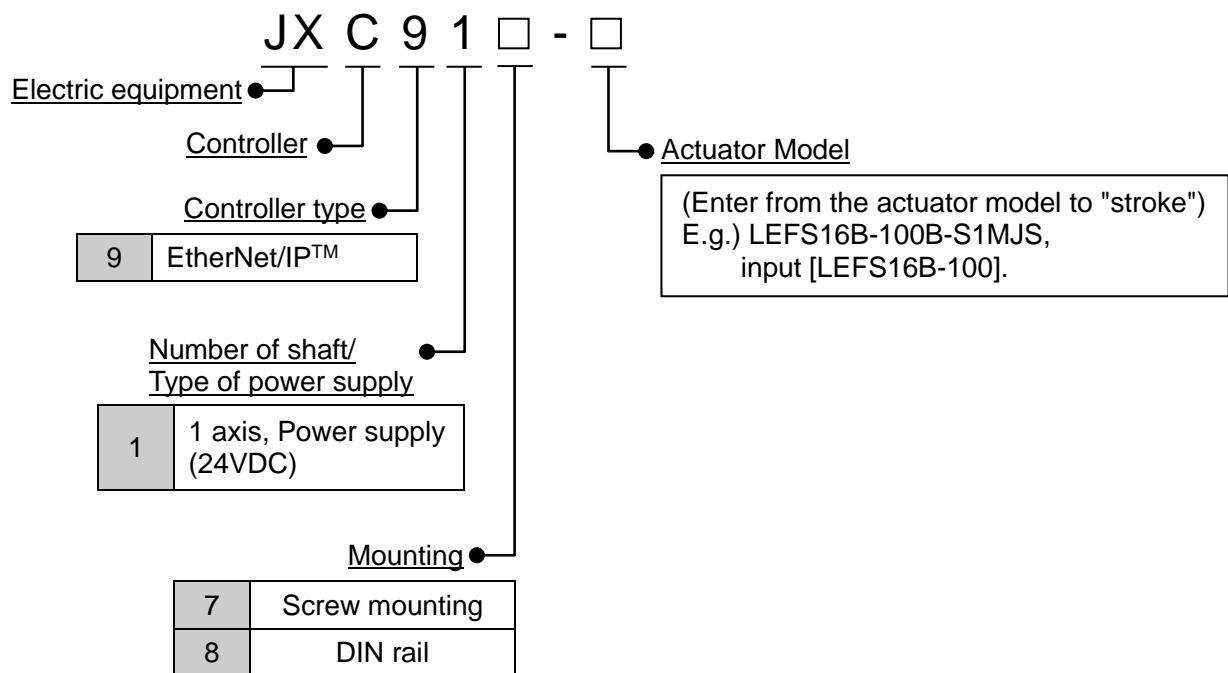 JX C 9 1 □ - □
Electric equipment
Controller
Actuator Model
(Enter from the actuator model to "stroke")
E.g.) LEFS16B-100B-S1MJS,
input [LEFS16B-100].
Controller type
9 EtherNet/IP™
Number of shaft/
Type of power supply
1 1 axis, Power supply
(24VDC)
Mounting
7 Screw mounting
8 DIN rail